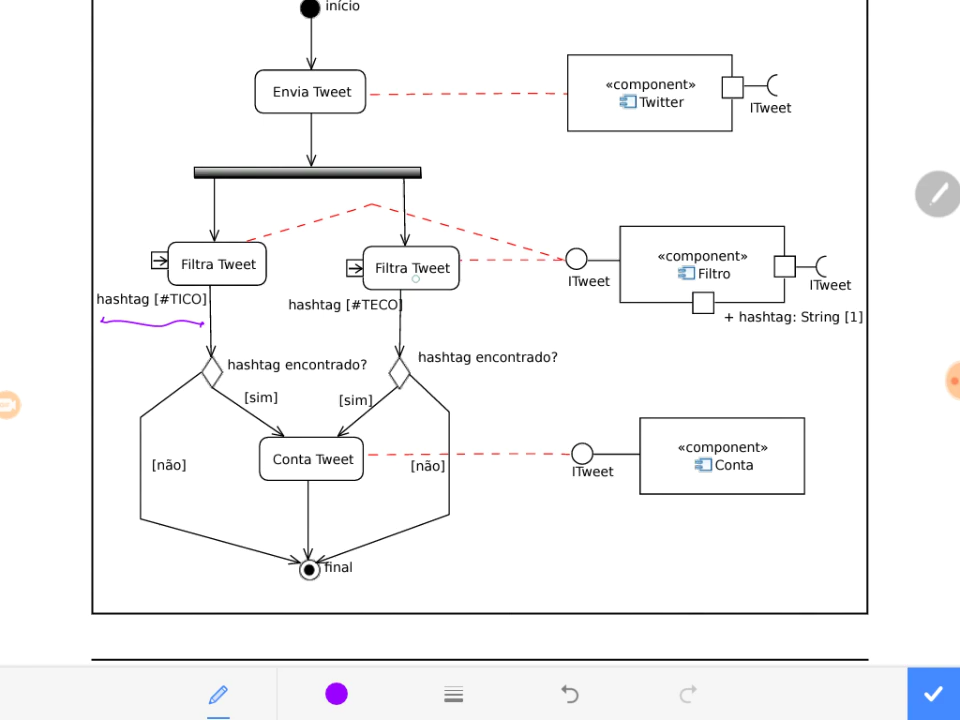 início
Envia Tweet
«component»
Twitter
ITweet
Filtra Tweet
Filtra Tweet
hashtag [#TICO]
hashtag [#TECO]
ITweet
«component»
Filtro
ITweet
+ hashtag: String [1]
hashtag encontrado?
hashtag encontrado?
[sim]
[sim]
Conta Tweet
[não]
[não]
ITweet
«component»
Conta
final